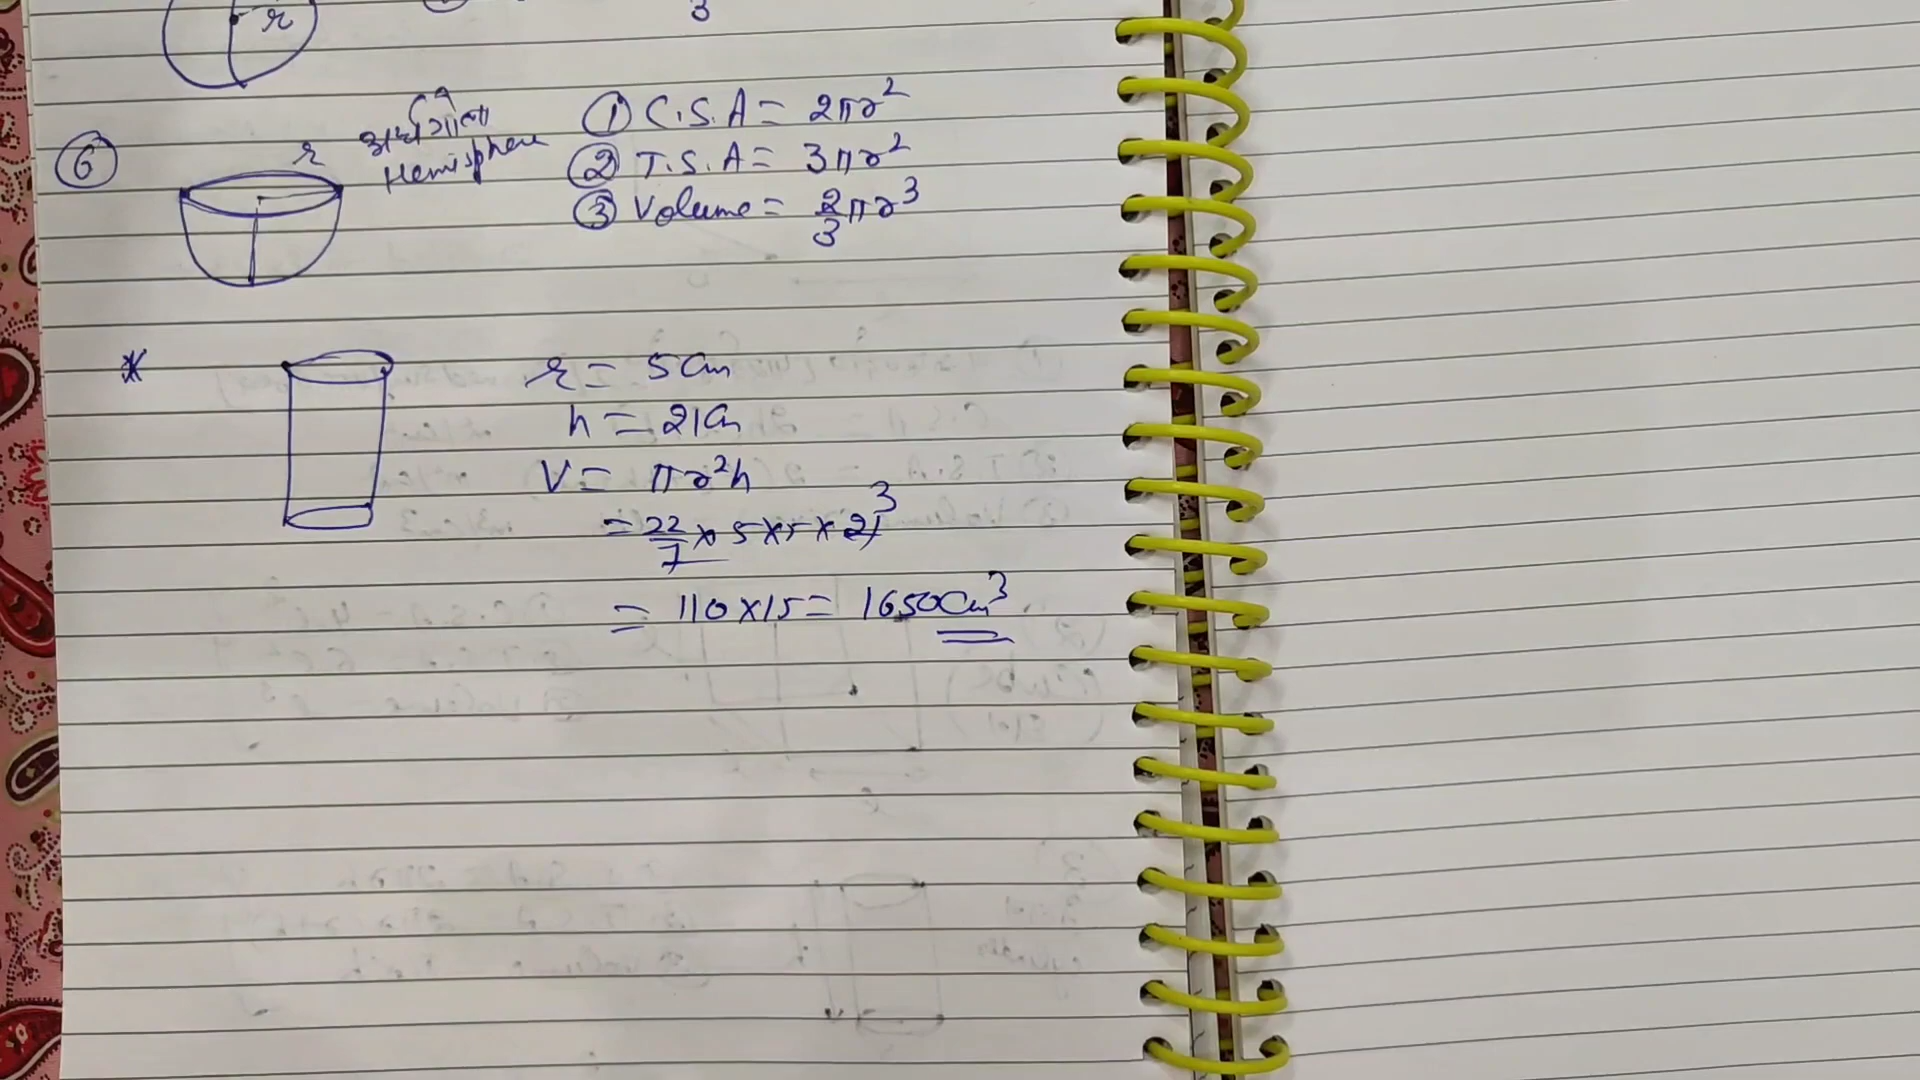 r
3
⑥
r
अर्धगोला
Hemisphere
① C.S.A = 2πr²
② T.S.A = 3πr²
③ Volume = 2/3 πr³
*
r = 5cm
h = 21cm
V = πr²h
= 22/7 × 5×5×21 3
= 110×15 = 1650cm³